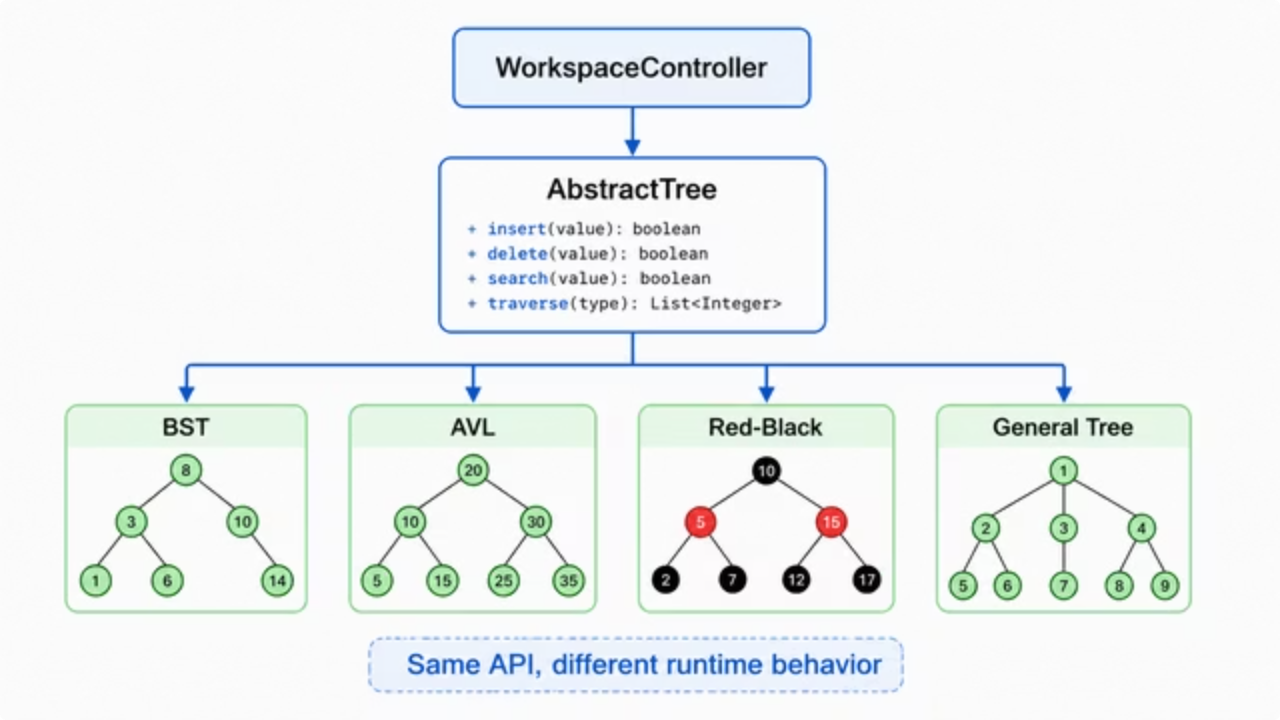 WorkspaceController
AbstractTree
+ insert(value): boolean
+ delete(value): boolean
+ search(value): boolean
+ traverse(type): List<Integer>
BST
8
3 10
1 6 14
AVL
20
10 30
5 15 25 35
Red-Black
10
5 15
2 7 12 17
General Tree
1
2 3 4
5 6 7 8 9
Same API, different runtime behavior